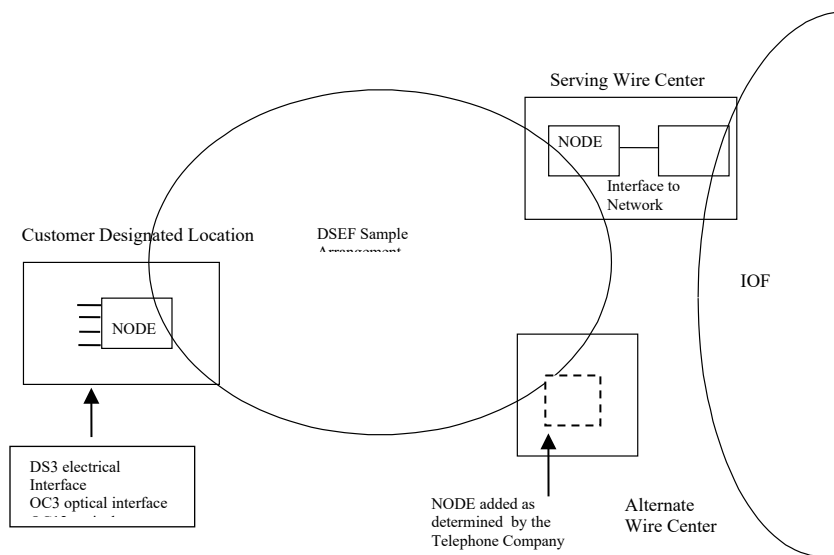 Serving Wire Center
NODE
Interface to
Network
Customer Designated Location
DSEF Sample
Arrangement
IOF
NODE
DS3 electrical
Interface
OC3 optical interface
NODE added as
determined by the
Telephone Company
Alternate
Wire Center